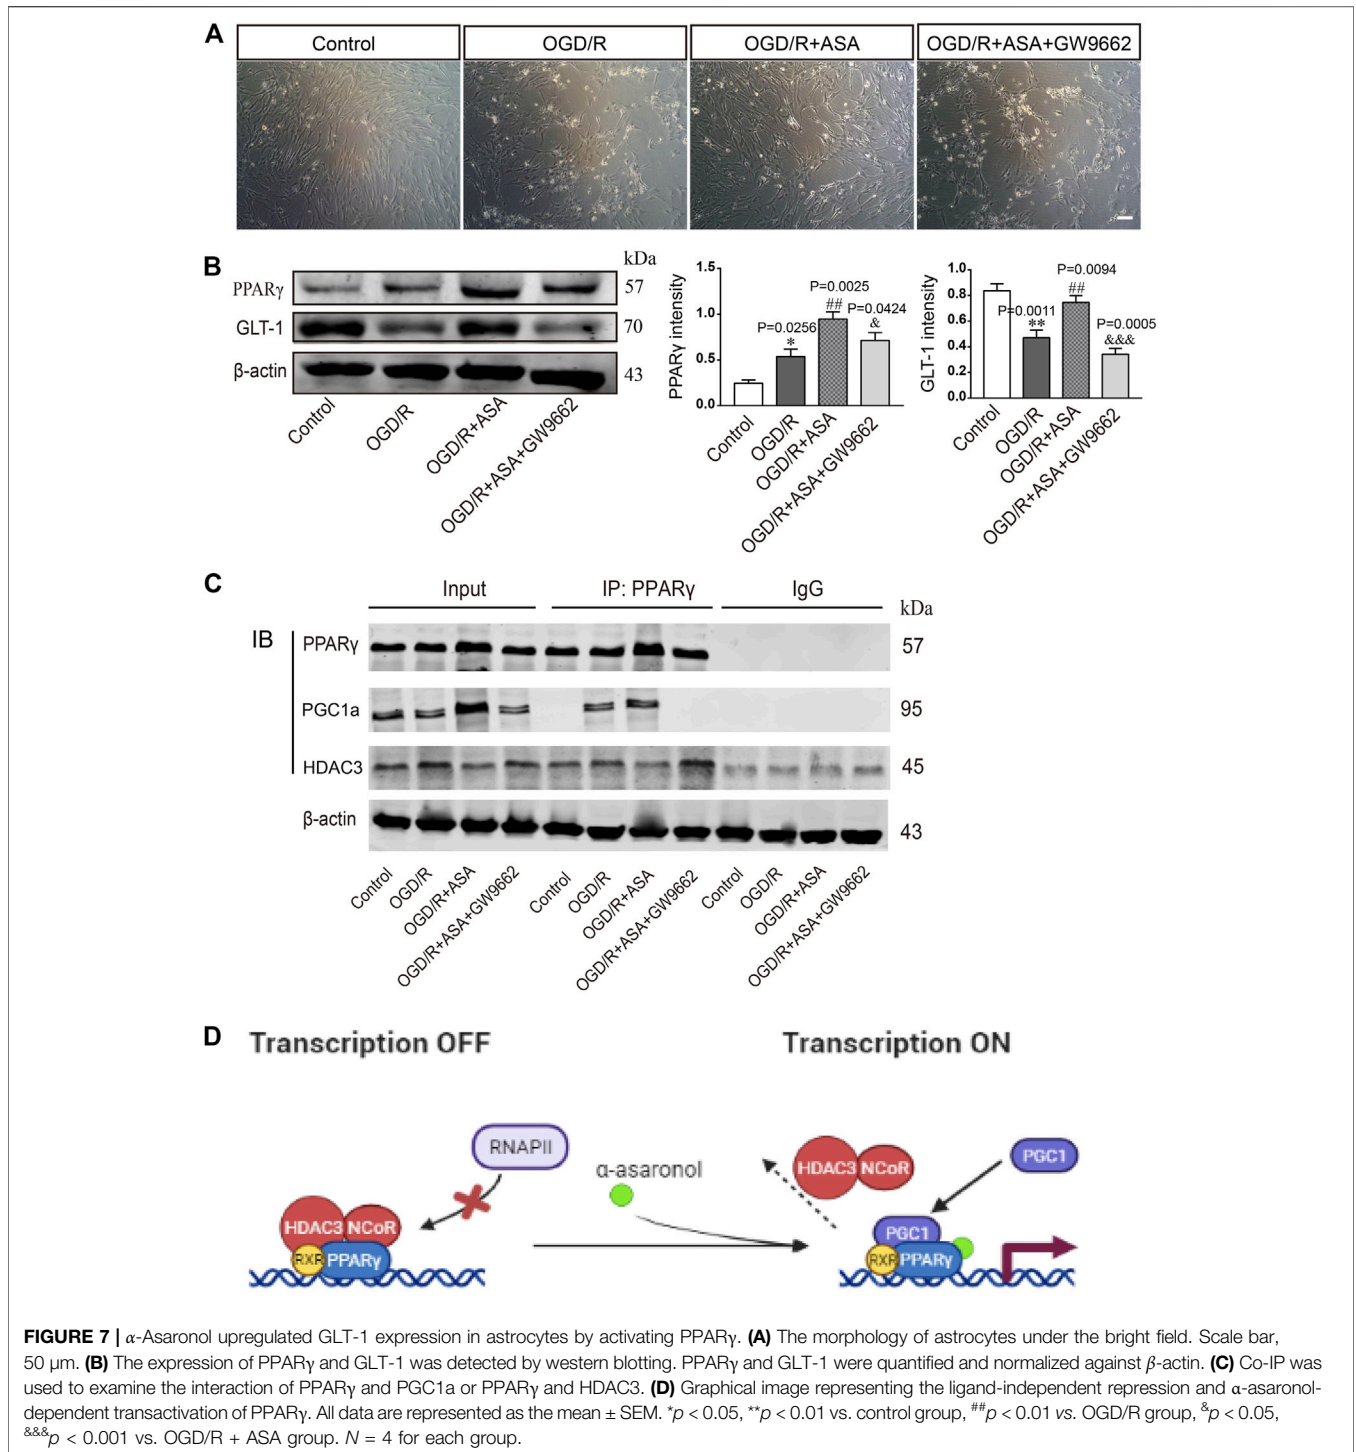 A
Control
OGD/R
OGD/R+ASA
OGD/R+ASA+GW9662
B
kDa
PPARγ
57
GLT-1
70
β-actin
43
Control
OGD/R
OGD/R+ASA
OGD/R+ASA+GW9662
PPARγ intensity
1.5
1.0
0.5
0.0
P=0.0256
*
P=0.0025
##
P=0.0424
&
Control
OGD/R
OGD/R+ASA
OGD/R+ASA+GW9662
GLT-1 intensity
1.0
0.8
0.6
0.4
0.2
0.0
P=0.0011
**
P=0.0094
##
P=0.0005
&&&
Control
OGD/R
OGD/R+ASA
OGD/R+ASA+GW9662
C
Input
IP: PPARγ
IgG
kDa
IB
PPARγ
57
PGC1a
95
HDAC3
45
β-actin
43
Control
OGD/R
OGD/R+ASA
OGD/R+ASA+GW9662
Control
OGD/R
OGD/R+ASA
OGD/R+ASA+GW9662
Control
OGD/R
OGD/R+ASA
OGD/R+ASA+GW9662
D
Transcription OFF
Transcription ON
RNAPII
α-asaronol
HDAC3
NCoR
RXR
PPARγ
HDAC3
NCoR
PGC1
PGC1
RXR
PPARγ
FIGURE 7 | α-Asaronol upregulated GLT-1 expression in astrocytes by activating PPARγ. (A) The morphology of astrocytes under the bright field. Scale bar,
50 μm. (B) The expression of PPARγ and GLT-1 was detected by western blotting. PPARγ and GLT-1 were quantified and normalized against β-actin. (C) Co-IP was
used to examine the interaction of PPARγ and PGC1a or PPARγ and HDAC3. (D) Graphical image representing the ligand-independent repression and α-asaronol-
dependent transactivation of PPARγ. All data are represented as the mean ± SEM. *p < 0.05, **p < 0.01 vs. control group, ##p < 0.01 vs. OGD/R group, &p < 0.05,
&&&p < 0.001 vs. OGD/R + ASA group. N = 4 for each group.